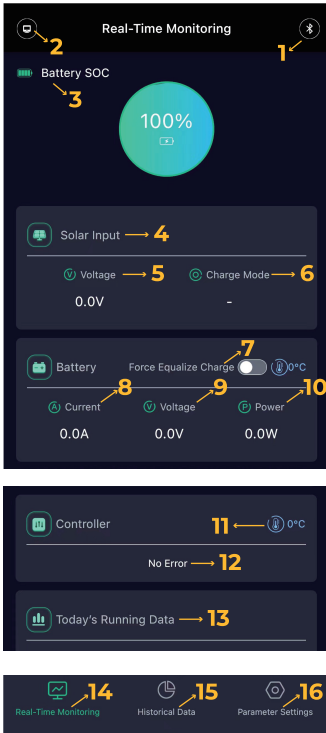 Real-Time Monitoring
2
1
Battery SOC
3
100%
Solar Input 4
Voltage 5 Charge Mode 6
0.0V -
7
Battery Force Equalize Charge 0°C
8 9 10
Current Voltage Power
0.0A 0.0V 0.0W
Controller 11 0°C
No Error 12
Today's Running Data 13
14 15 16
Real-Time Monitoring Historical Data Parameter Settings